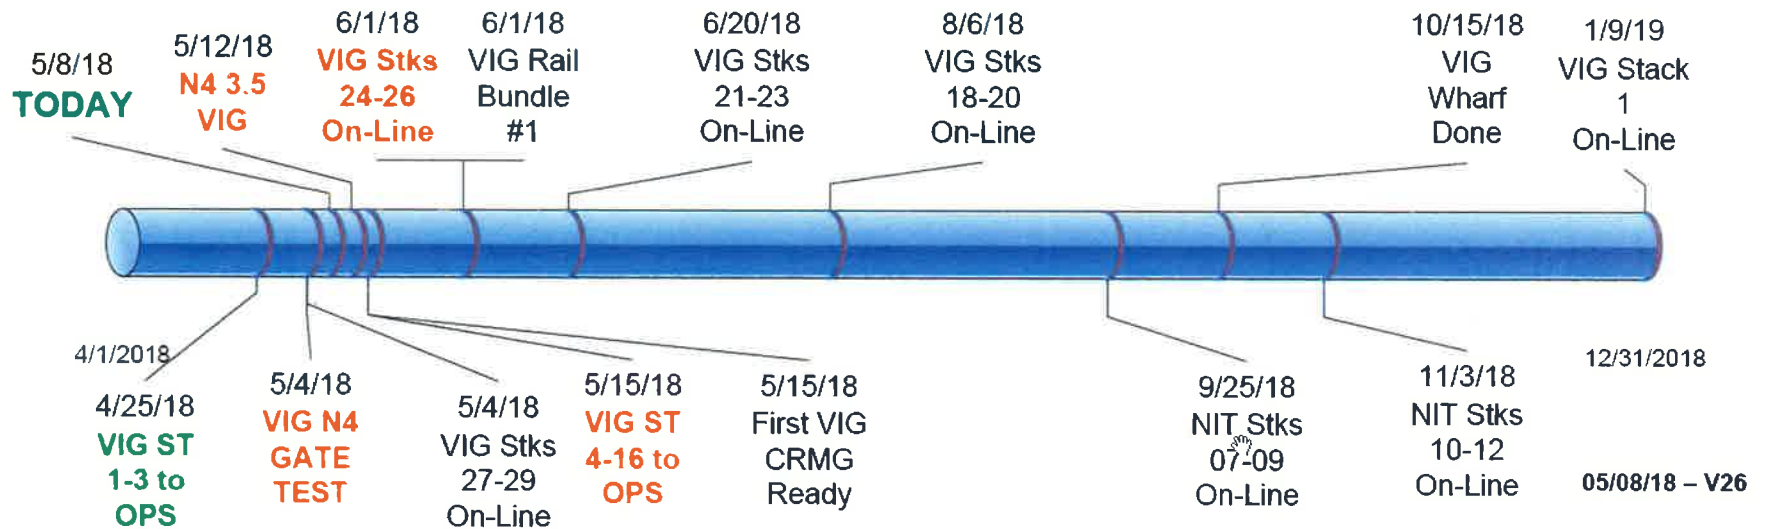 5/8/18
TODAY
5/12/18
N4 3.5
VIG
6/1/18
VIG Stks
24-26
On-Line
6/1/18
VIG Rail
Bundle
#1
6/20/18
VIG Stks
21-23
On-Line
8/6/18
VIG Stks
18-20
On-Line
10/15/18
VIG
Wharf
Done
1/9/19
VIG Stack
1
On-Line
4/1/2018
4/25/18
VIG ST
1-3 to
OPS
5/4/18
VIG N4
GATE
TEST
5/4/18
VIG Stks
27-29
On-Line
5/15/18
VIG ST
4-16 to
OPS
5/15/18
First VIG
CRMG
Ready
9/25/18
NIT Stks
07-09
On-Line
11/3/18
NIT Stks
10-12
On-Line
12/31/2018
05/08/18 – V26